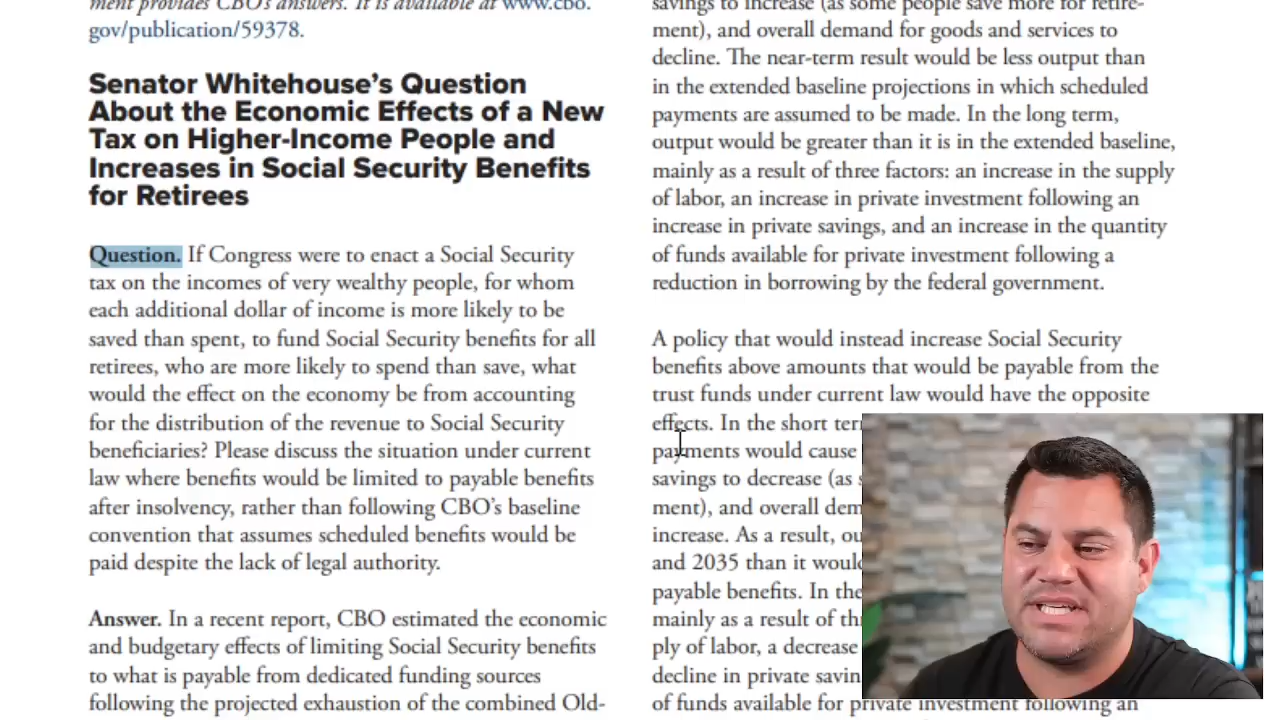 ment provides CBO's answers. It is available at www.cbo.
gov/publication/59378.
Senator Whitehouse's Question
About the Economic Effects of a New
Tax on Higher-Income People and
Increases in Social Security Benefits
for Retirees
Question. If Congress were to enact a Social Security
tax on the incomes of very wealthy people, for whom
each additional dollar of income is more likely to be
saved than spent, to fund Social Security benefits for all
retirees, who are more likely to spend than save, what
would the effect on the economy be from accounting
for the distribution of the revenue to Social Security
beneficiaries? Please discuss the situation under current
law where benefits would be limited to payable benefits
after insolvency, rather than following CBO's baseline
convention that assumes scheduled benefits would be
paid despite the lack of legal authority.
Answer. In a recent report, CBO estimated the economic
and budgetary effects of limiting Social Security benefits
to what is payable from dedicated funding sources
following the projected exhaustion of the combined Old-
savings to increase (as some people save more for retire-
ment), and overall demand for goods and services to
decline. The near-term result would be less output than
in the extended baseline projections in which scheduled
payments are assumed to be made. In the long term,
output would be greater than it is in the extended baseline,
mainly as a result of three factors: an increase in the supply
of labor, an increase in private investment following an
increase in private savings, and an increase in the quantity
of funds available for private investment following a
reduction in borrowing by the federal government.
A policy that would instead increase Social Security
benefits above amounts that would be payable from the
trust funds under current law would have the opposite
effects. In the short
payments would cause
savings to decrease (as
ment), and overall
increase. As a result,
and 2035 than it
payable benefits. In the
mainly as a result of
ply of labor, a decrease
decline in private
of funds available for private investment following an